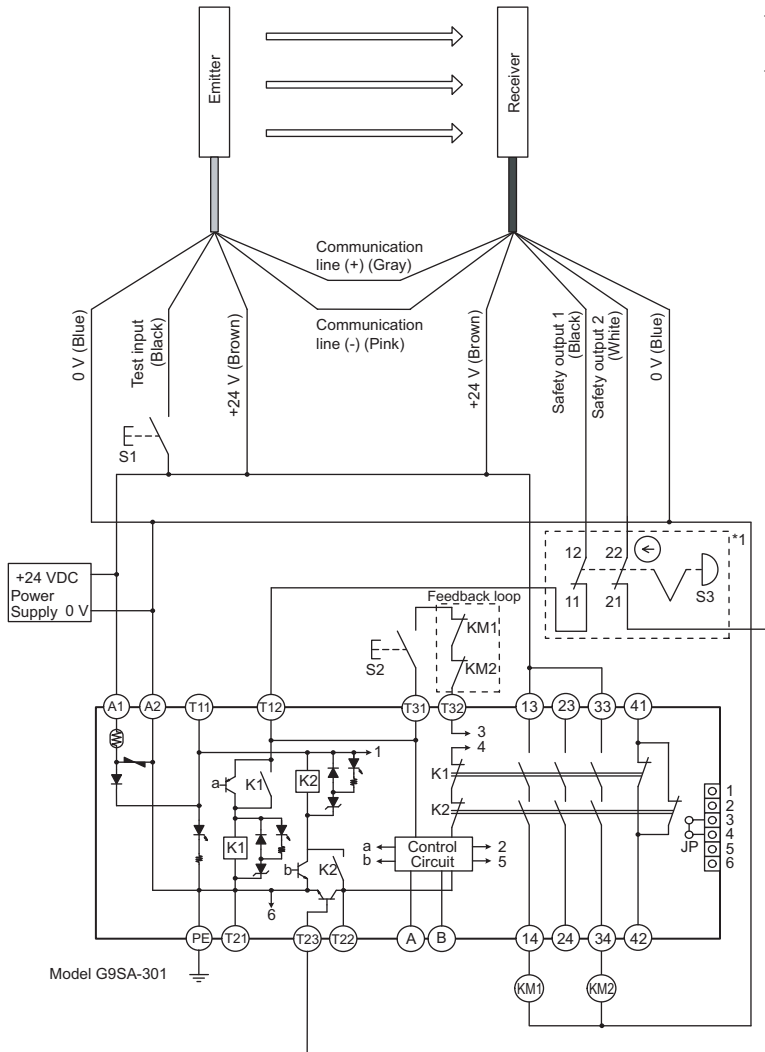 Emitter
Receiver
Communication
line (+) (Gray)
Communication
line (-) (Pink)
0 V (Blue)
Test input
(Black)
+24 V (Brown)
+24 V (Brown)
Safety output 1
(Black)
Safety output 2
(White)
0 V (Blue)
S1
*1
12
22
11
21
S3
+24 VDC
Power
Supply 0 V
Feedback loop
KM1
KM2
S2
A1
A2
T11
T12
T31
T32
13
23
33
41
3
4
1
a
K1
K2
K1
K2
K1
b
K2
a
b
Control
Circuit
2
5
6
1
2
3
4
5
6
JP
PE
T21
T23
T22
A
B
14
24
34
42
Model G9SA-301
KM1
KM2